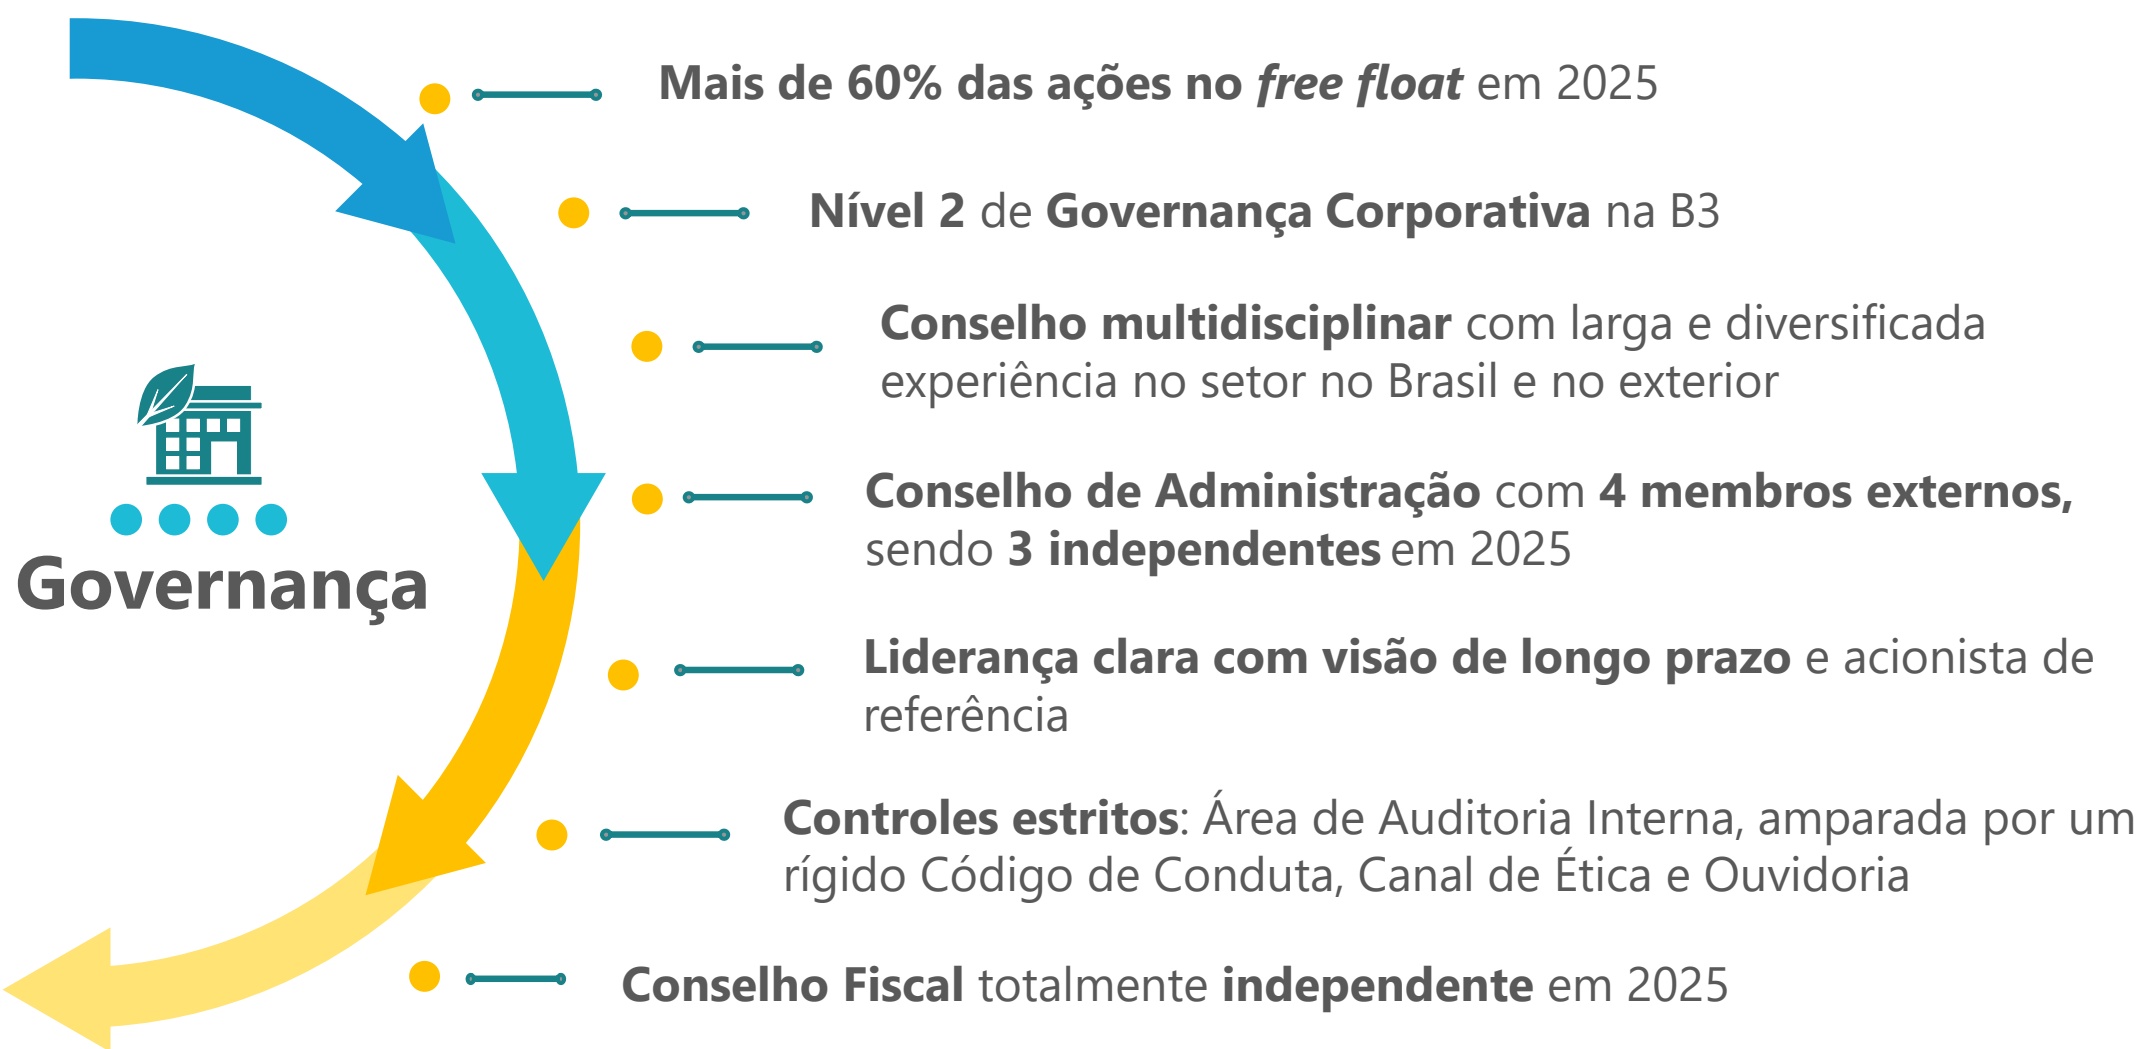 Mais de 60% das ações no free float em 2025
Nível 2 de Governança Corporativa na B3
Conselho multidisciplinar com larga e diversificada
experiência no setor no Brasil e no exterior
Conselho de Administração com 4 membros externos,
sendo 3 independentes em 2025
Governança
Liderança clara com visão de longo prazo e acionista de
referência
Controles estritos: Área de Auditoria Interna, amparada por um
rígido Código de Conduta, Canal de Ética e Ouvidoria
Conselho Fiscal totalmente independente em 2025